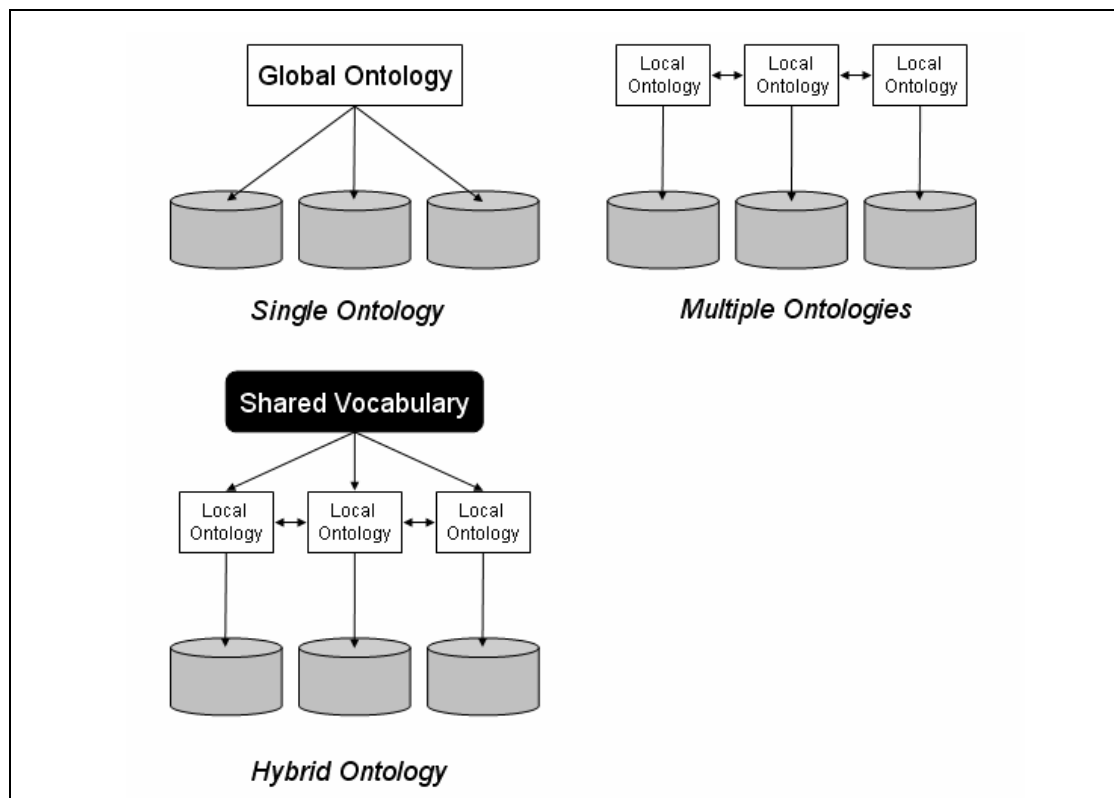 Global Ontology
Single Ontology
Local
Ontology
Local
Ontology
Local
Ontology
Multiple Ontologies
Shared Vocabulary
Local
Ontology
Local
Ontology
Local
Ontology
Hybrid Ontology